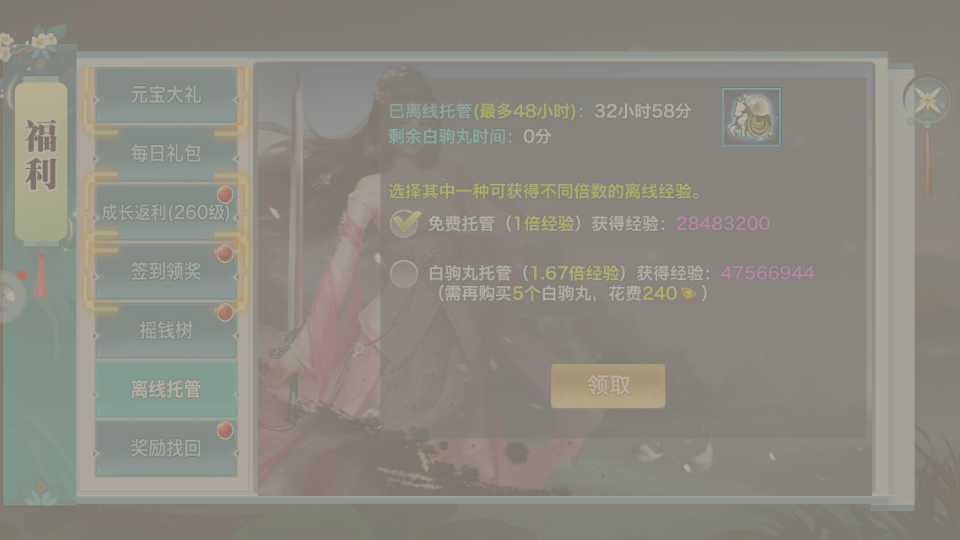 福利
元宝大礼
每日礼包
成长返利(260级)
签到领奖
摇钱树
离线托管
奖励找回
已离线托管(最多48小时)：32小时58分
剩余白驹丸时间：0分
选择其中一种可获得不同倍数的离线经验。
免费托管（1倍经验）获得经验：28483200
白驹丸托管（1.67倍经验）获得经验：47566944
（需再购买5个白驹丸，花费240）
领取